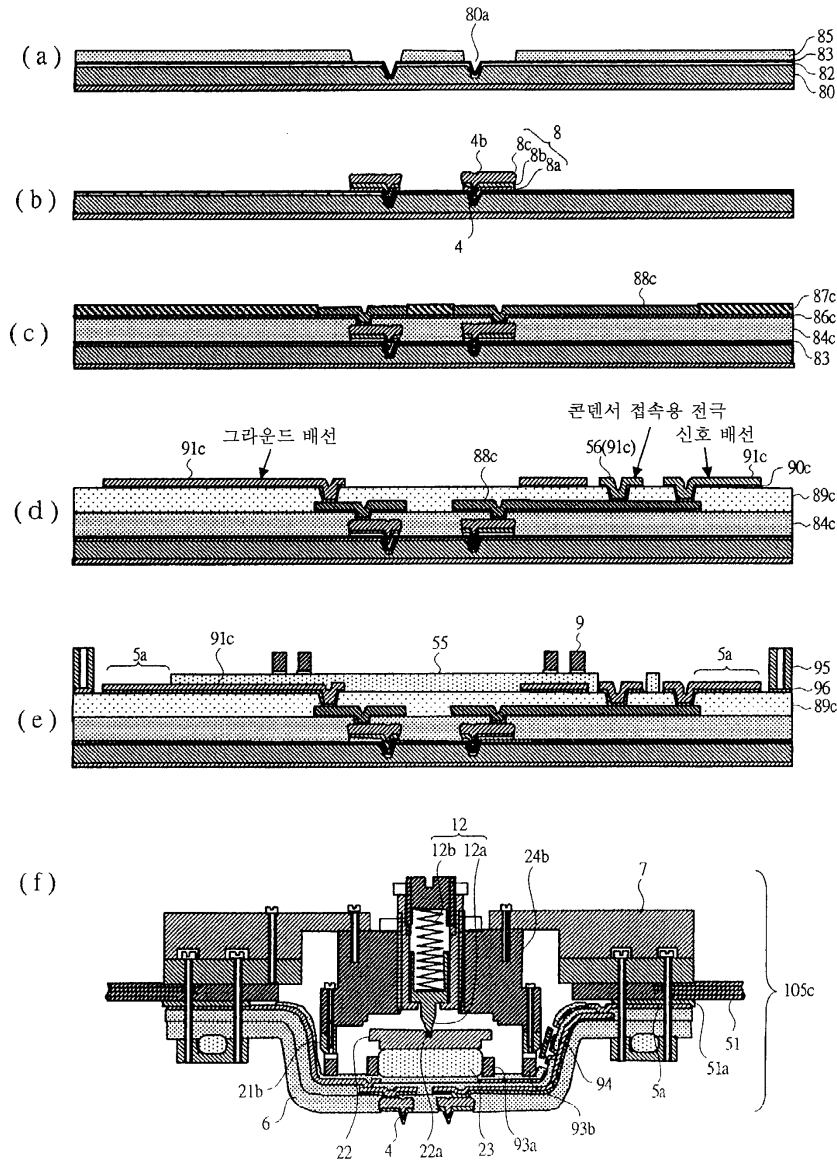 (a)
80a
85
83
82
80
(b)
8
4b
8c
8b
8a
4
(c)
88c
87c
86c
84c
83
(d)
그라운드 배선
콘덴서 접속용 전극
신호 배선
91c
88c
56(91c)
91c
90c
89c
84c
(e)
5a
91c
55
9
5a
95
96
89c
(f)
12
12b
12a
24b
7
105c
51
51a
5a
94
93b
93a
23
22a
22
4
6
21b